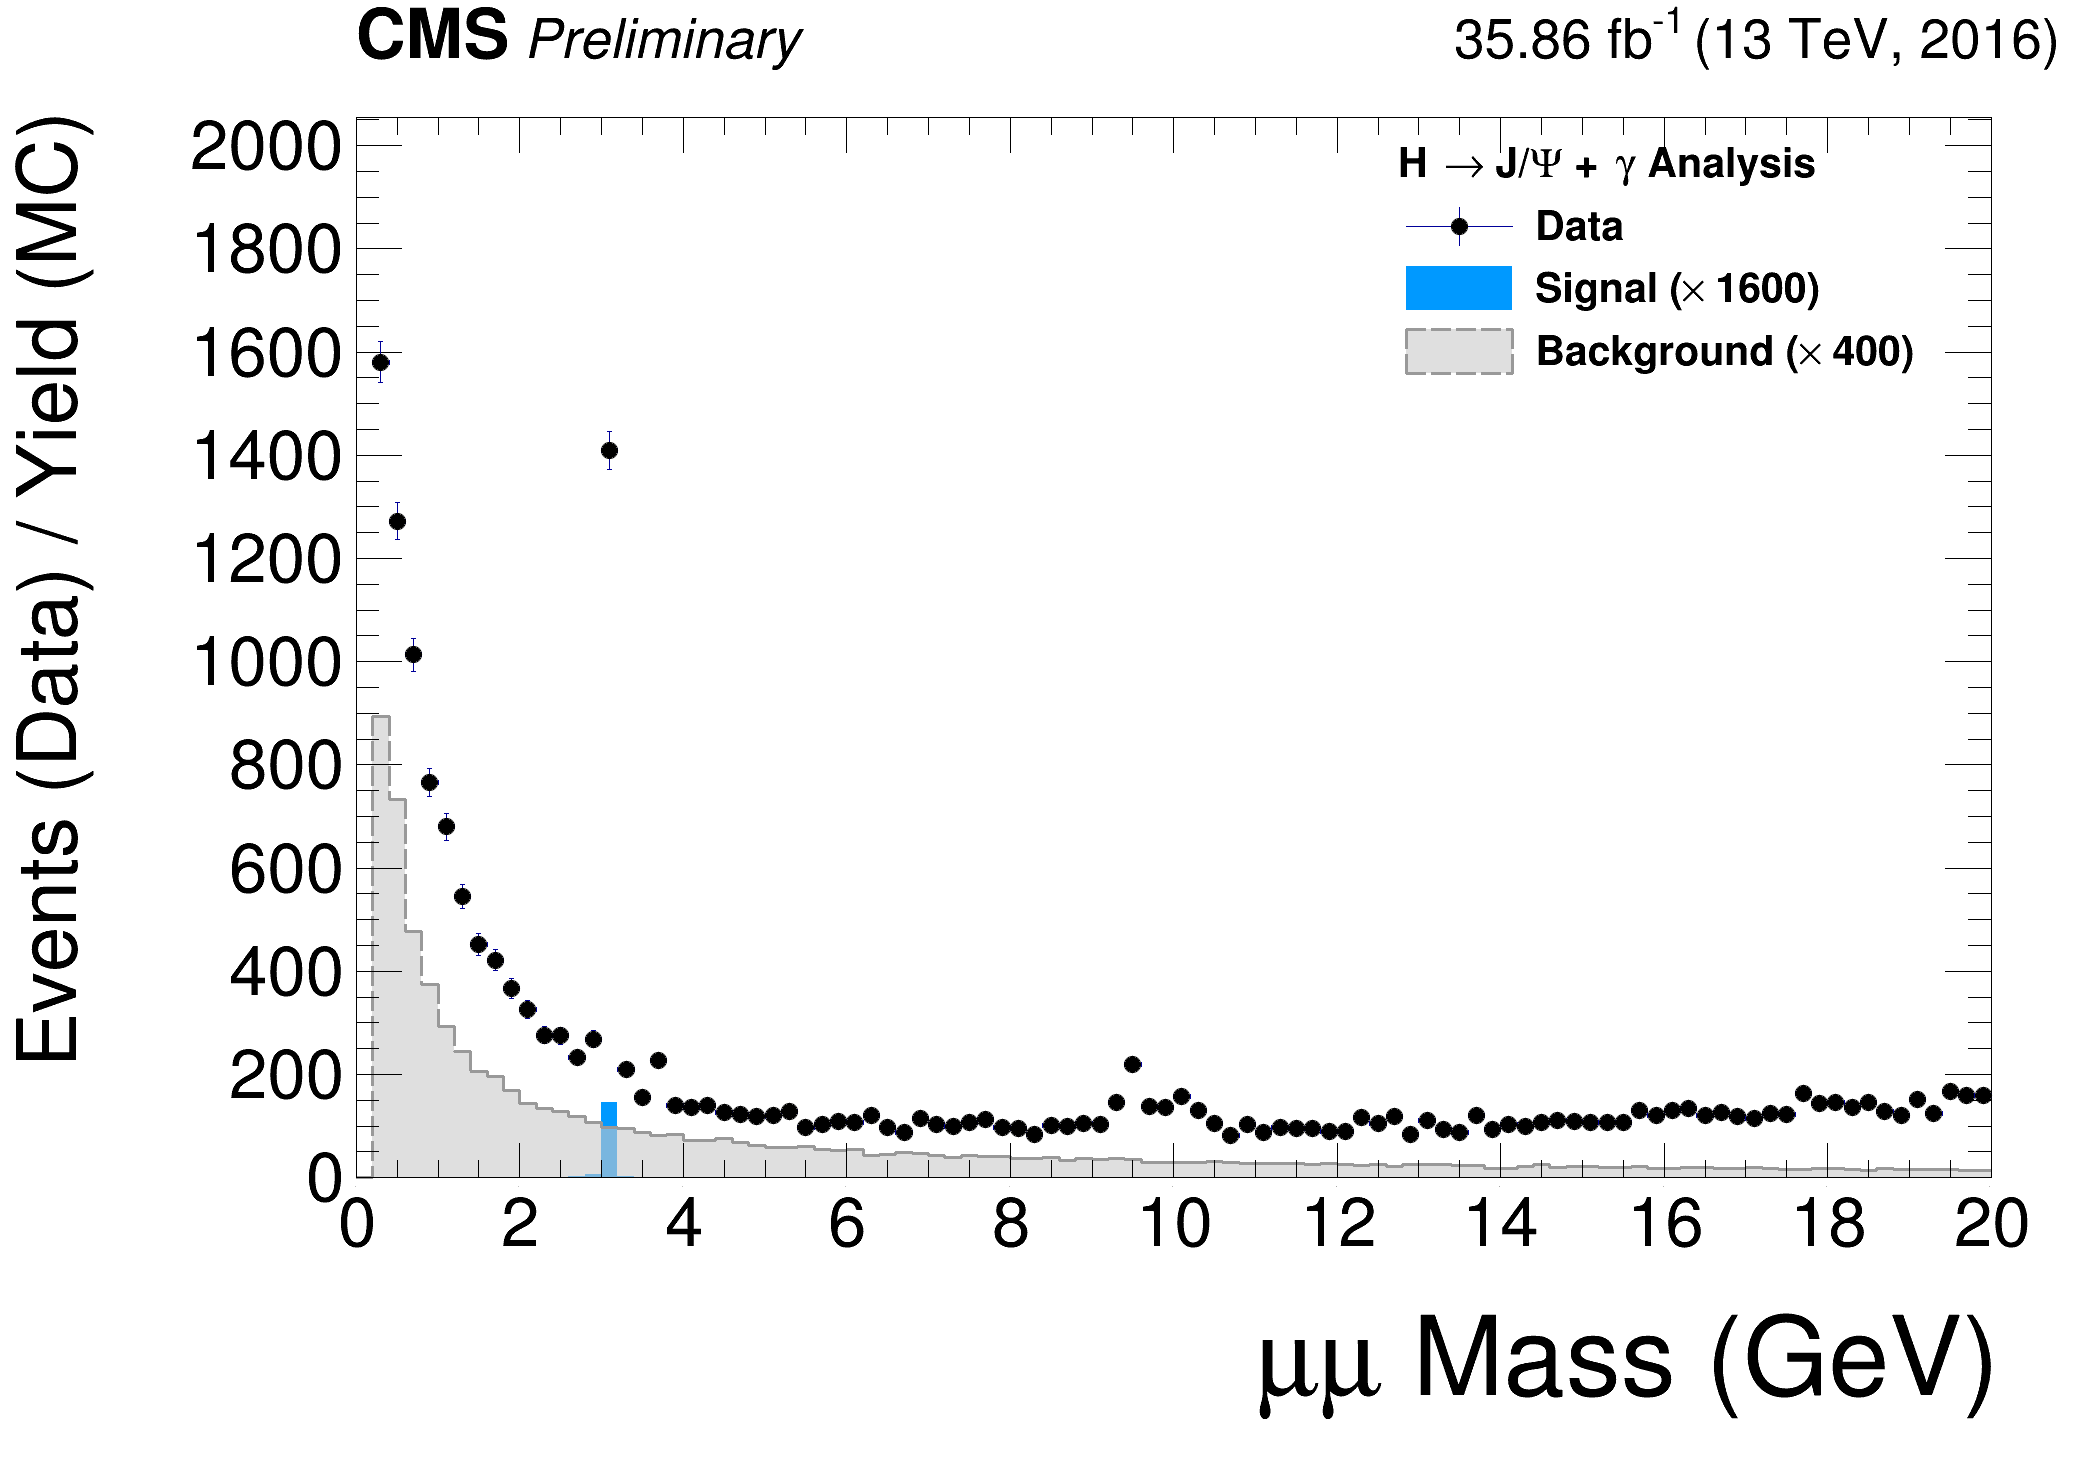 CMS Preliminary 35.86 fb⁻¹ (13 TeV, 2016)
Events (Data) / Yield (MC)
2000
1800
1600
1400
1200
1000
800
600
400
200
0
H → J/Ψ + γ Analysis
Data
Signal (× 1600)
Background (× 400)
0 2 4 6 8 10 12 14 16 18 20
μμ Mass (GeV)